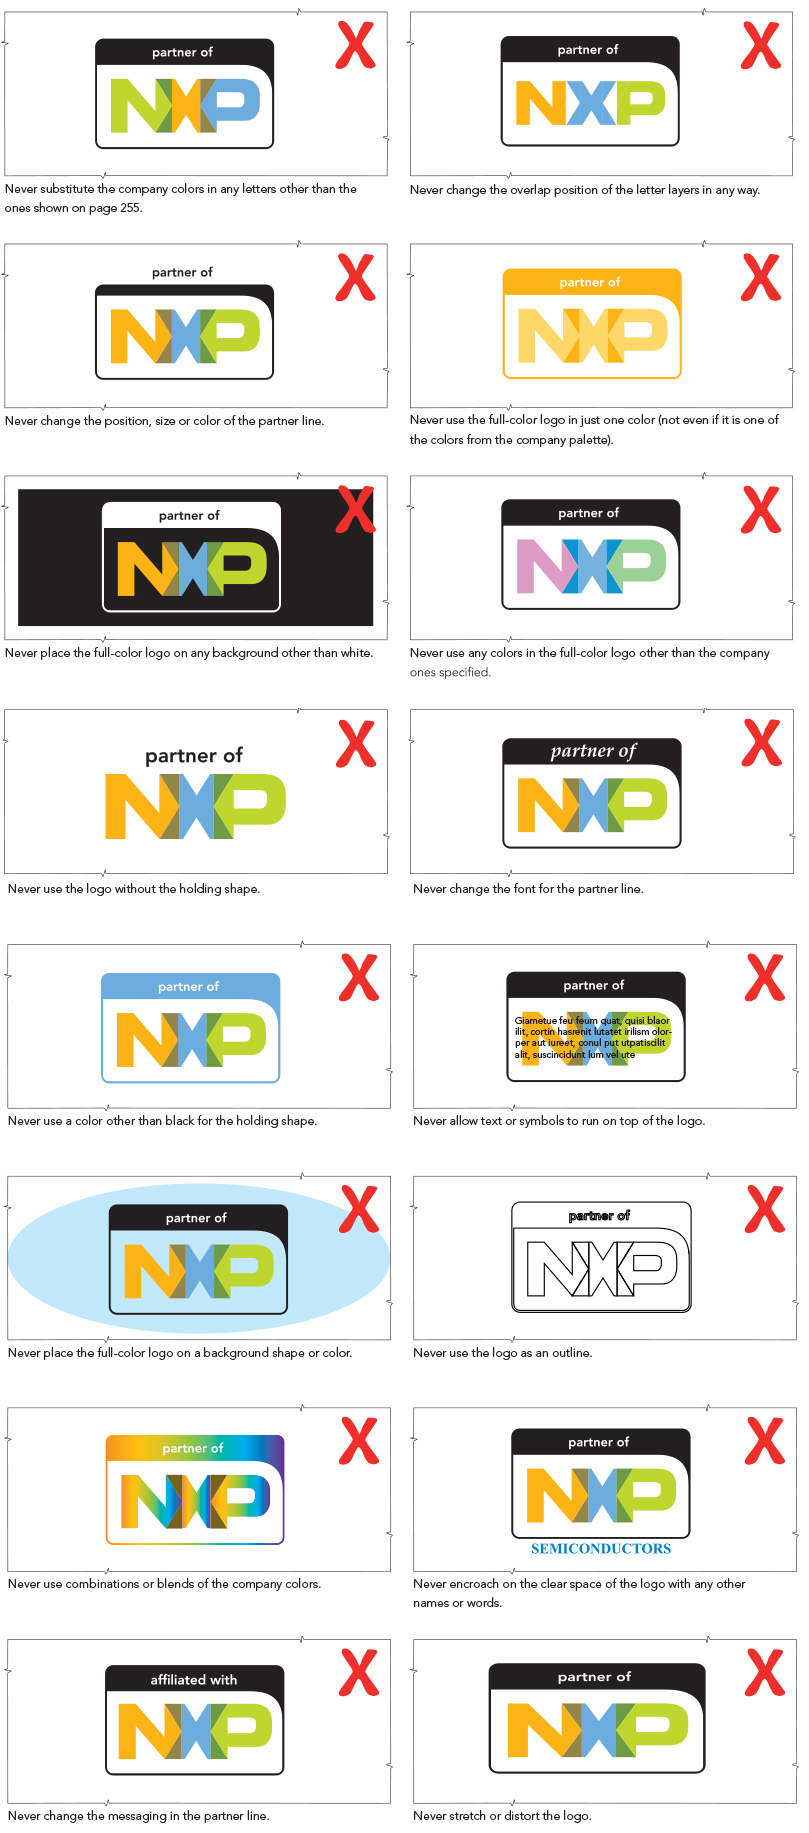 partner of
NXP
X
Never substitute the company colors in any letters other than the
ones shown on page 255.
partner of
NXP
X
Never change the overlap position of the letter layers in any way.
partner of
NXP
X
Never change the position, size or color of the partner line.
partner of
NXP
X
Never use the full-color logo in just one color (not even if it is one of
the colors from the company palette).
partner of
NXP
X
Never place the full-color logo on any background other than white.
partner of
NXP
X
Never use any colors in the full-color logo other than the company
ones specified.
partner of
NXP
X
Never use the logo without the holding shape.
partner of
NXP
X
Never change the font for the partner line.
partner of
NXP
X
Never use a color other than black for the holding shape.
partner of
NXP
Giametue feu feum quat, quisi blaor
ilit, cortin hasrenit lutatet irilism olor-
per aut iureet, conul put utpatiscilit
alit, suscincidunt lum vel ute
X
Never allow text or symbols to run on top of the logo.
partner of
NXP
X
Never place the full-color logo on a background shape or color.
partner of
NXP
X
Never use the logo as an outline.
partner of
NXP
X
Never use combinations or blends of the company colors.
partner of
NXP
SEMICONDUCTORS
X
Never encroach on the clear space of the logo with any other
names or words.
affiliated with
NXP
X
Never change the messaging in the partner line.
partner of
NXP
X
Never stretch or distort the logo.